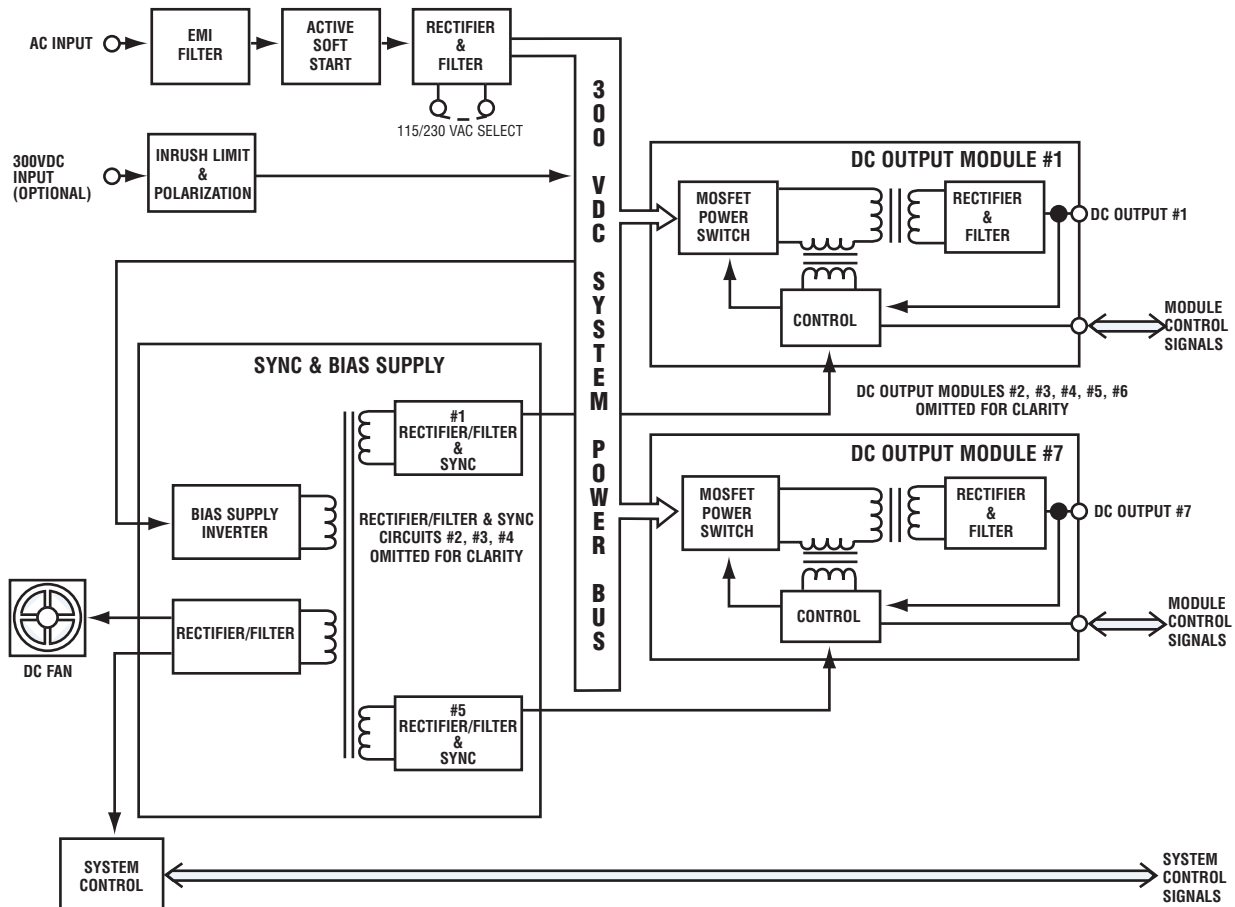 AC INPUT
EMI
FILTER
ACTIVE
SOFT
START
RECTIFIER
&
FILTER
115/230 VAC SELECT
300VDC
INPUT
(OPTIONAL)
INRUSH LIMIT
&
POLARIZATION
300 VDC SYSTEM POWER BUS
DC OUTPUT MODULE #1
MOSFET
POWER
SWITCH
RECTIFIER
&
FILTER
DC OUTPUT #1
CONTROL
MODULE
CONTROL
SIGNALS
DC OUTPUT MODULES #2, #3, #4, #5, #6
OMITTED FOR CLARITY
SYNC & BIAS SUPPLY
#1
RECTIFIER/FILTER
&
SYNC
BIAS SUPPLY
INVERTER
RECTIFIER/FILTER & SYNC
CIRCUITS #2, #3, #4
OMITTED FOR CLARITY
RECTIFIER/FILTER
DC FAN
#5
RECTIFIER/FILTER
&
SYNC
DC OUTPUT MODULE #7
MOSFET
POWER
SWITCH
RECTIFIER
&
FILTER
DC OUTPUT #7
CONTROL
MODULE
CONTROL
SIGNALS
SYSTEM
CONTROL
SYSTEM
CONTROL
SIGNALS